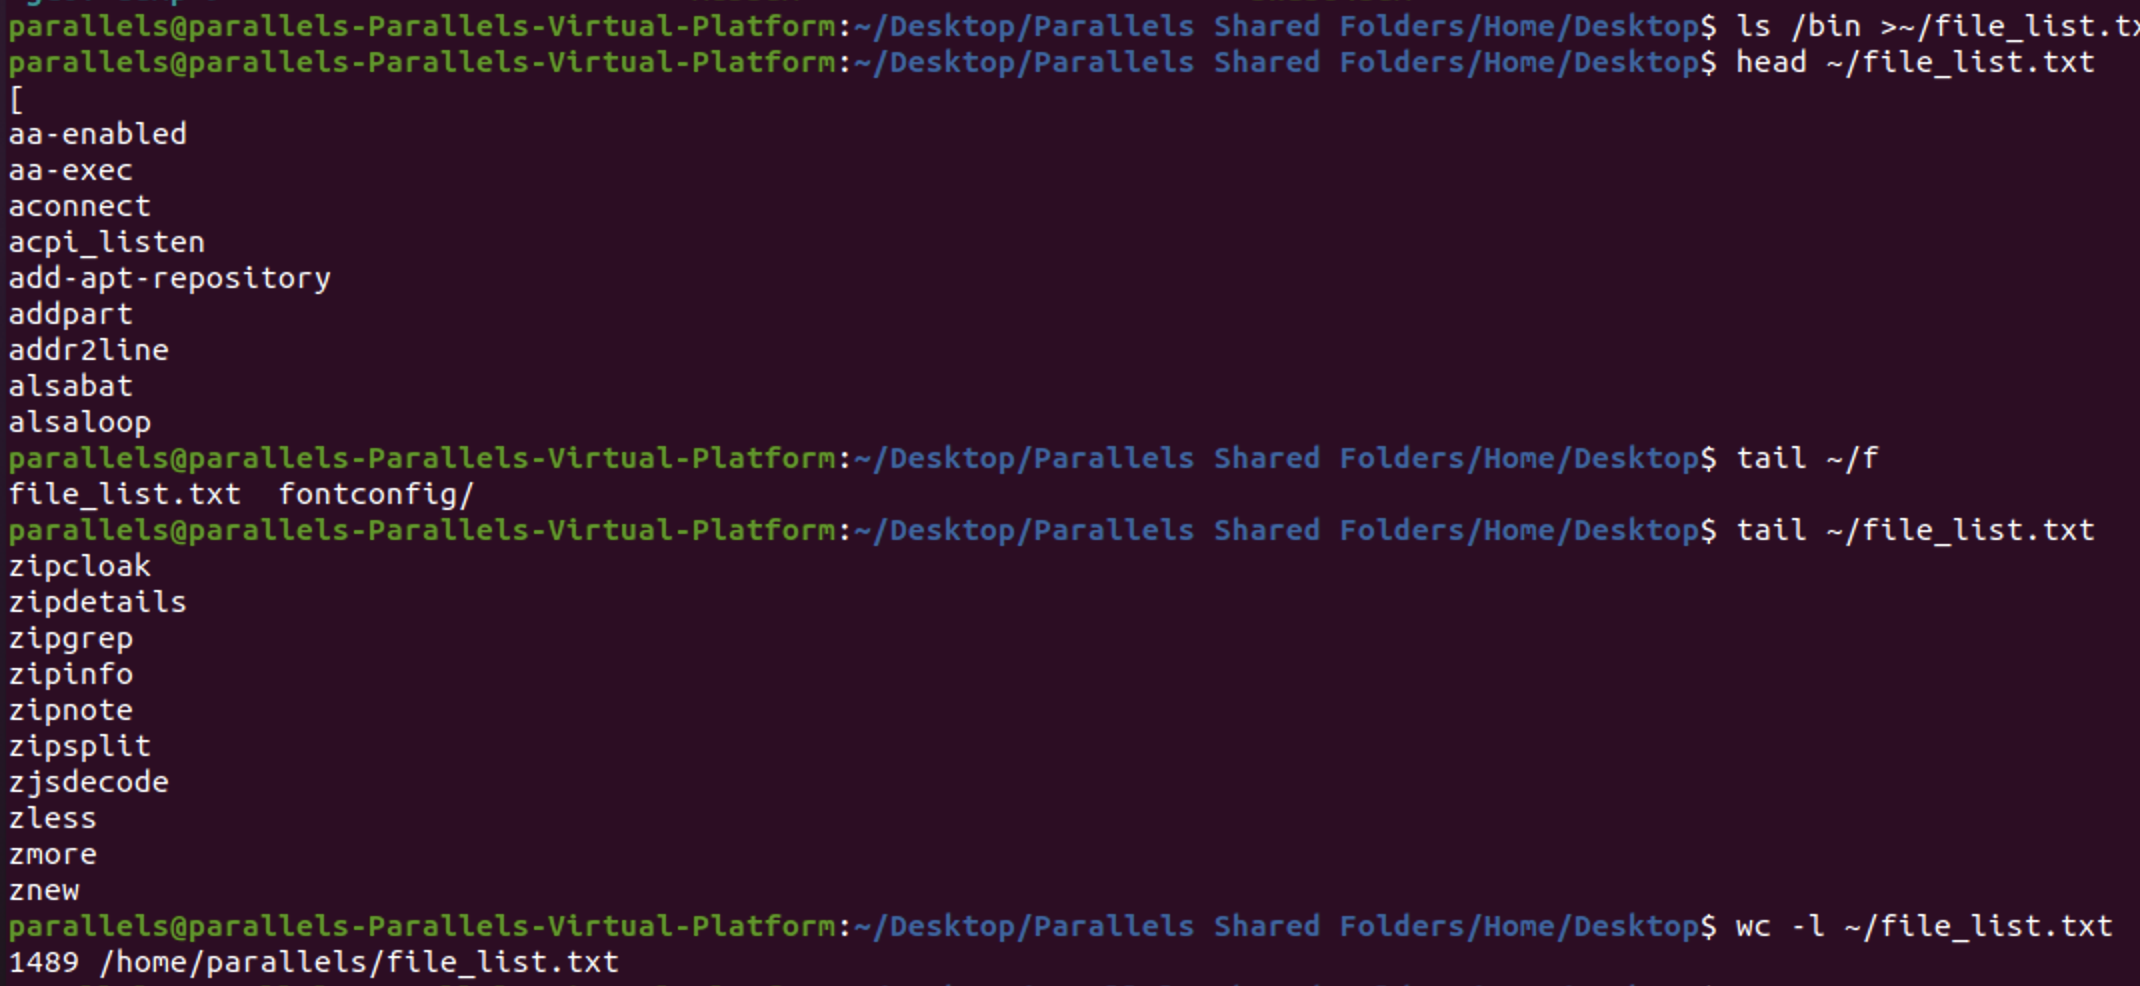 parallels@parallels-Parallels-Virtual-Platform:~/Desktop/Parallels Shared Folders/Home/Desktop$ ls /bin >~/file_list.tx
parallels@parallels-Parallels-Virtual-Platform:~/Desktop/Parallels Shared Folders/Home/Desktop$ head ~/file_list.txt
[
aa-enabled
aa-exec
aconnect
acpi_listen
add-apt-repository
addpart
addr2line
alsabat
alsaloop
parallels@parallels-Parallels-Virtual-Platform:~/Desktop/Parallels Shared Folders/Home/Desktop$ tail ~/f
file_list.txt  fontconfig/
parallels@parallels-Parallels-Virtual-Platform:~/Desktop/Parallels Shared Folders/Home/Desktop$ tail ~/file_list.txt
zipcloak
zipdetails
zipgrep
zipinfo
zipnote
zipsplit
zjsdecode
zless
zmore
znew
parallels@parallels-Parallels-Virtual-Platform:~/Desktop/Parallels Shared Folders/Home/Desktop$ wc -l ~/file_list.txt
1489 /home/parallels/file_list.txt